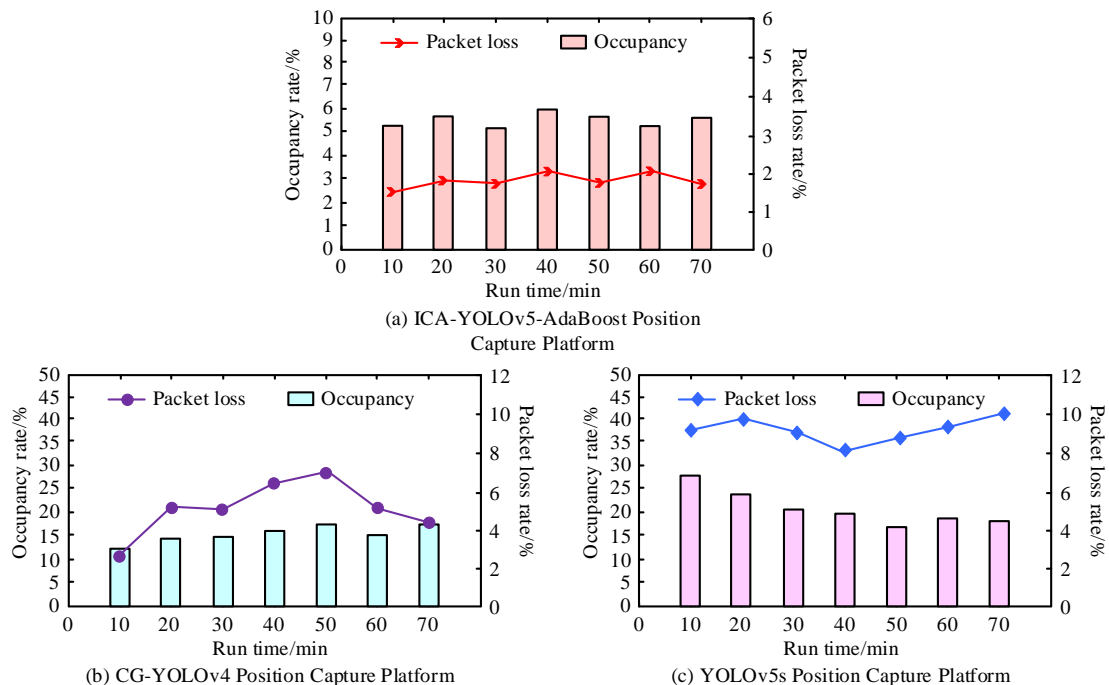 10
9
8
7
6
5
4
3
2
1
0
Occupancy rate/%
Packet loss
Occupancy
6
5
4
3
2
1
0
Packet loss rate/%
0 10 20 30 40 50 60 70
Run time/min
(a) ICA-YOLOv5-AdaBoost Position
Capture Platform
50
45
40
35
30
25
20
15
10
5
0
Occupancy rate/%
Packet loss
Occupancy
12
10
8
6
4
2
0
Packet loss rate/%
0 10 20 30 40 50 60 70
Run time/min
(b) CG-YOLOv4 Position Capture Platform
50
45
40
35
30
25
20
15
10
5
0
Occupancy rate/%
Packet loss
Occupancy
12
10
8
6
4
2
0
Packet loss rate/%
0 10 20 30 40 50 60 70
Run time/min
(c) YOLOv5s Position Capture Platform